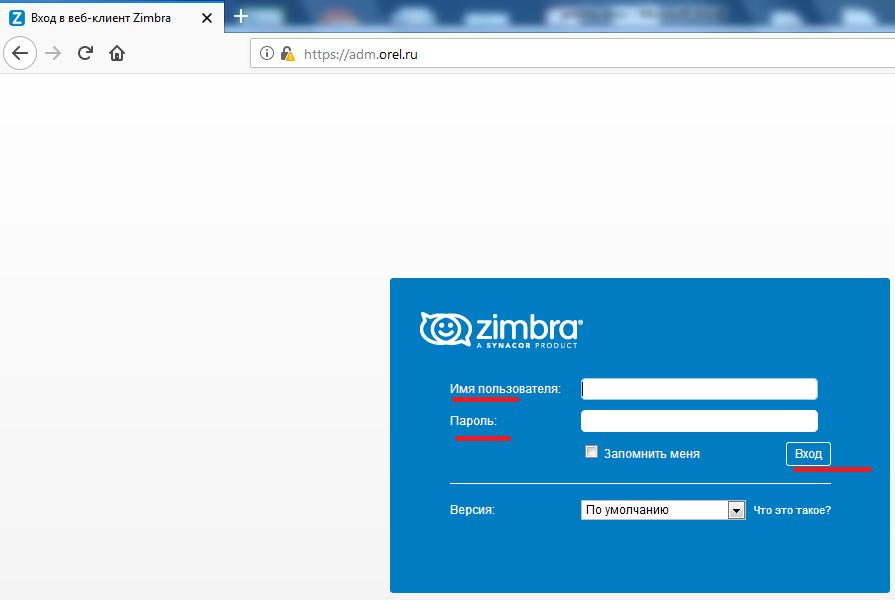 Вход в веб-клиент Zimbra
https://adm.orel.ru
zimbra®
A SYNACOR PRODUCT
Имя пользователя:
Пароль:
Запомнить меня Вход
Версия: По умолчанию Что это такое?